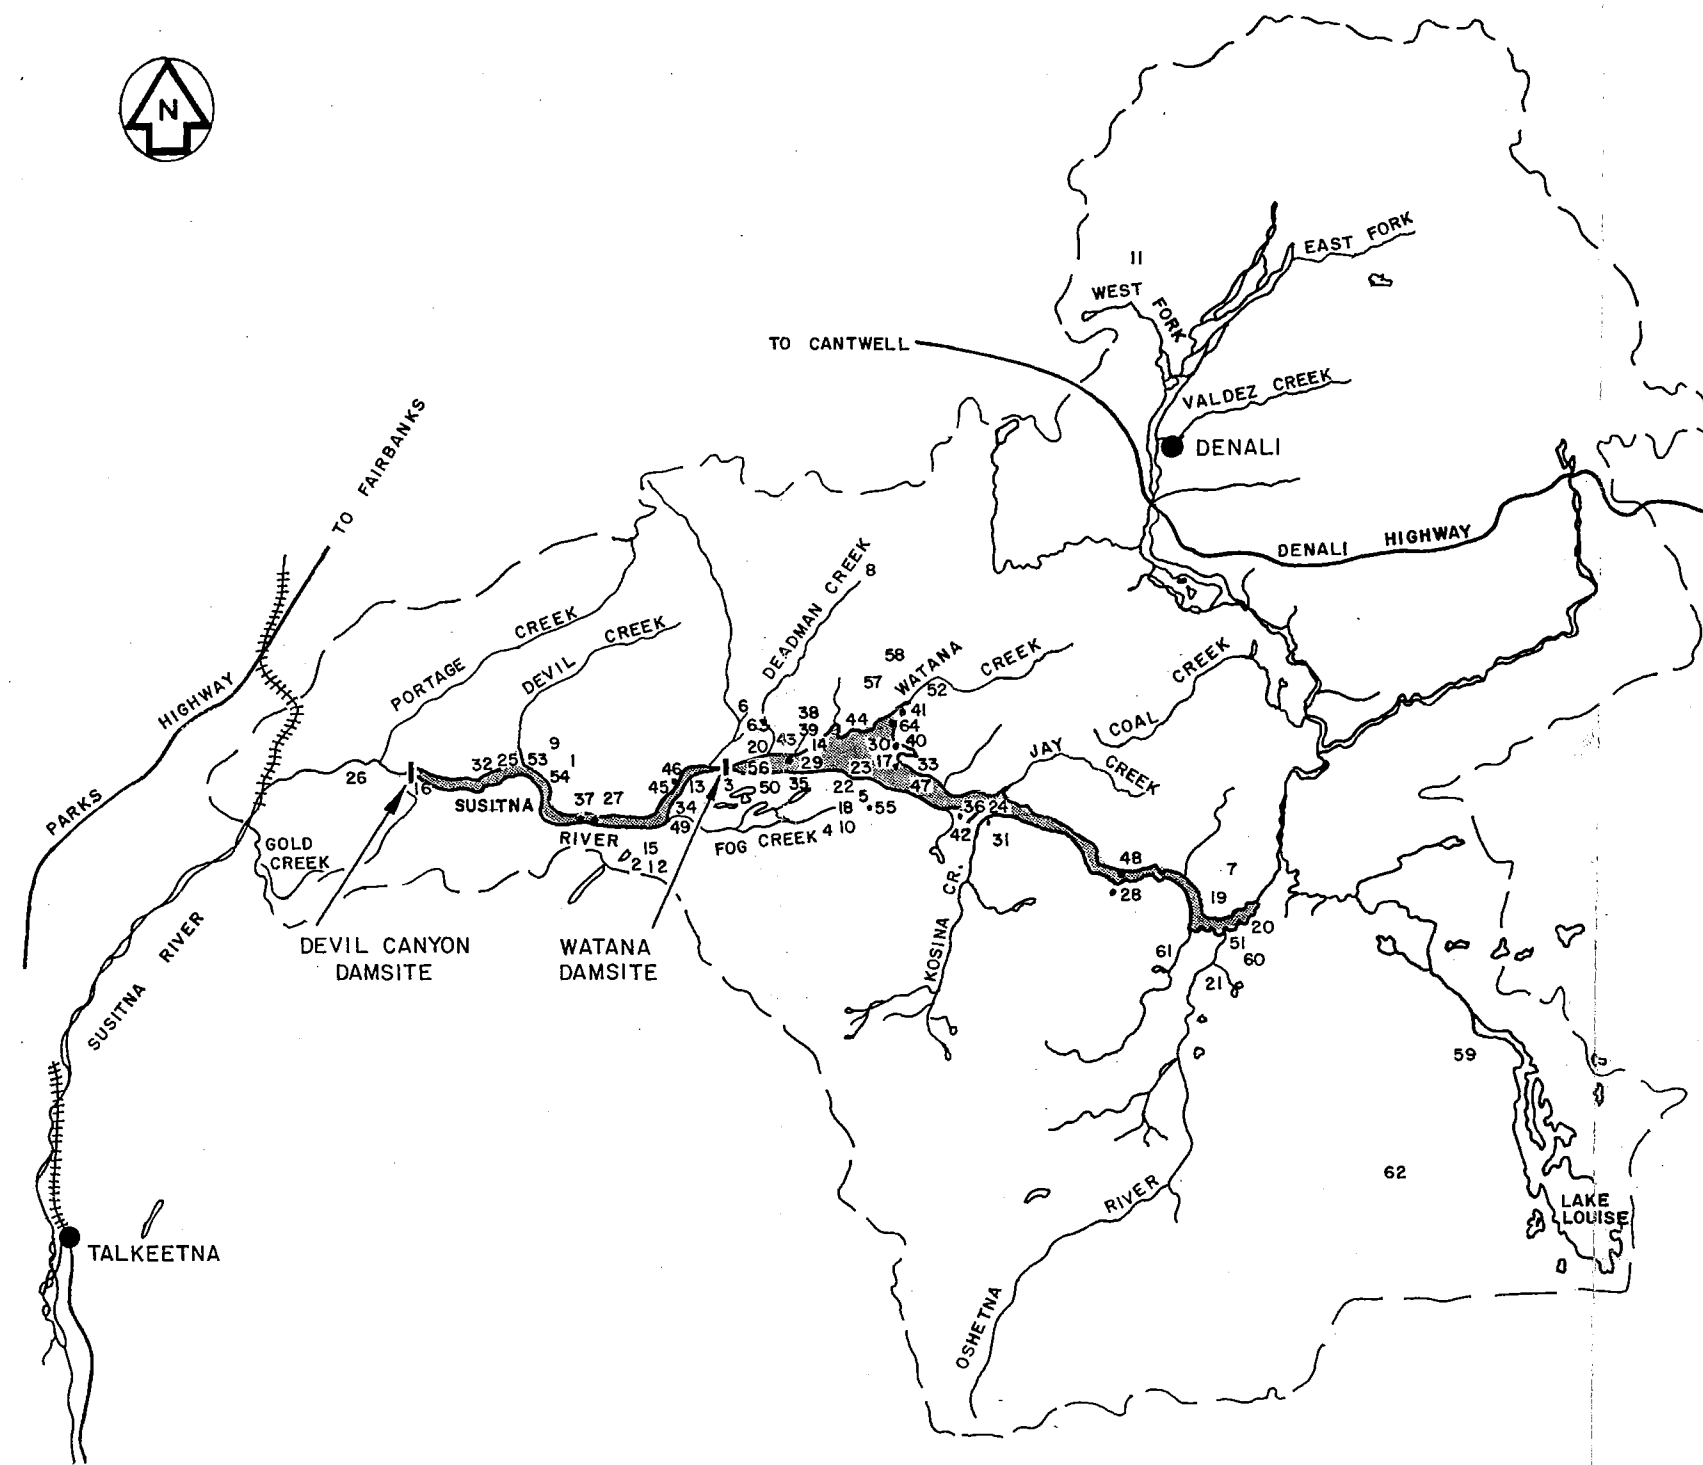 N
EAST FORK
11
WEST FORK
TO CANTWELL
VALDEZ CREEK
DENALI
TO FAIRBANKS
DENALI HIGHWAY
DEADMAN CREEK
8
PORTAGE CREEK
DEVIL CREEK
58
WATANA CREEK
57
52
COAL CREEK
PARKS HIGHWAY
6
38
41
63
39
44
64
JAY CREEK
9
20
43
14
30
40
32
25
53
1
46
56
29
23
17
33
26
54
16
45
13
3
50
35
22
47
SUSITNA RIVER
37
27
34
18
5
55
36
24
49
FOG CREEK
4
10
42
31
GOLD CREEK
15
2
12
48
7
28
19
20
51
61
60
21
DEVIL CANYON
DAMSITE
WATANA
DAMSITE
KOSINA CR.
SUSITNA RIVER
59
62
LAKE
LOUISE
OSHETNA RIVER
TALKEETNA